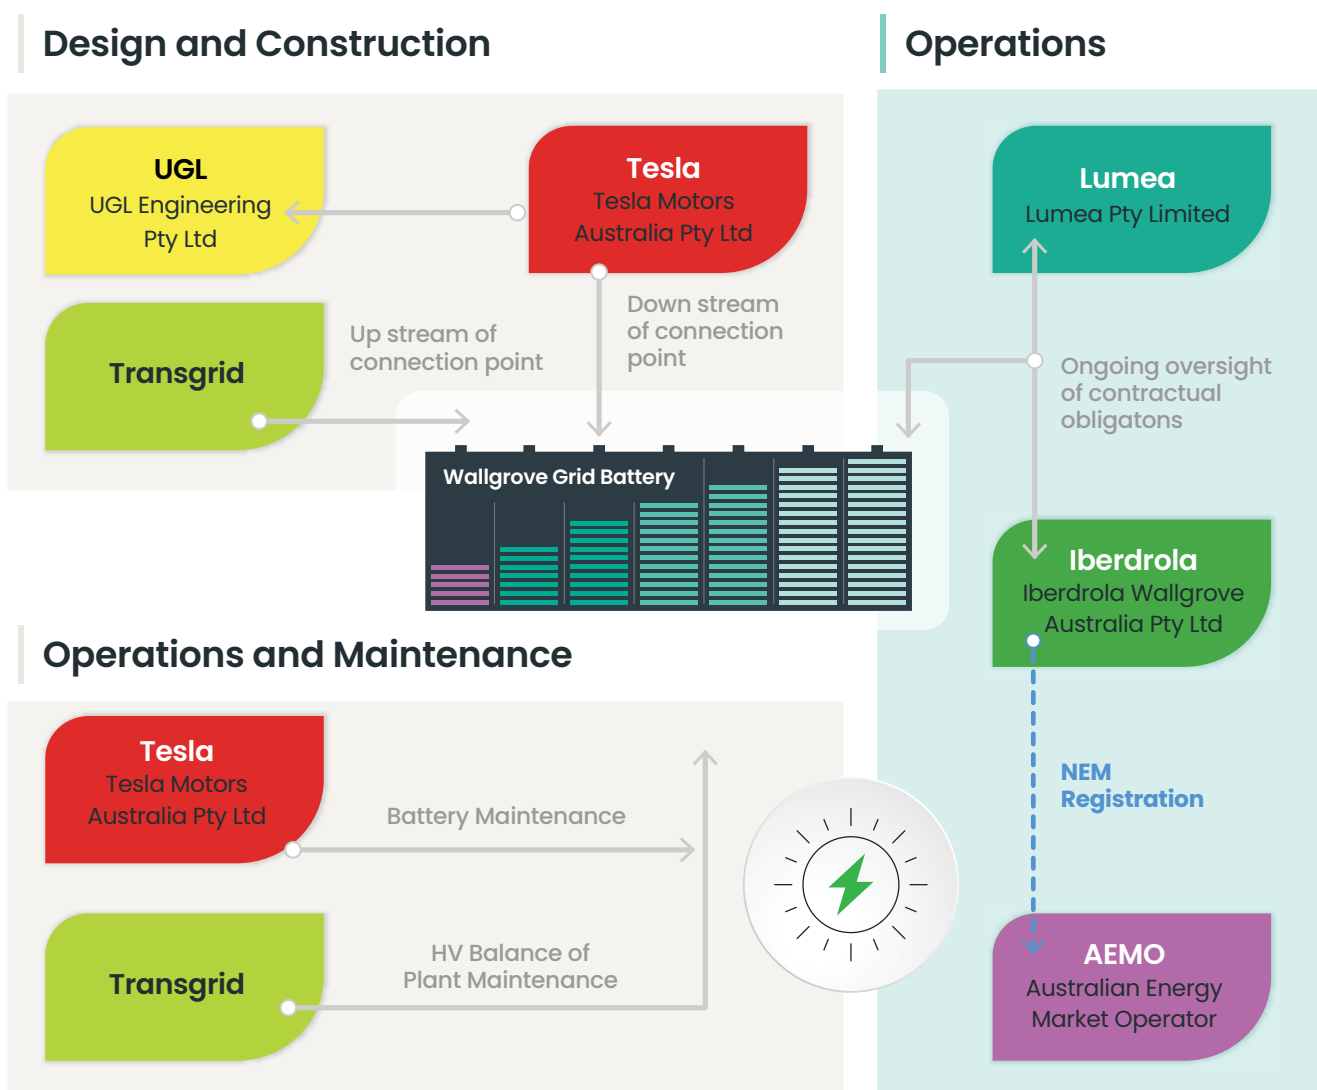 Design and Construction
UGL
UGL Engineering
Pty Ltd
Tesla
Tesla Motors
Australia Pty Ltd
Transgrid
Up stream of
connection point
Down stream
of connection
point
Wallgrove Grid Battery
Operations
Lumea
Lumea Pty Limited
Ongoing oversight
of contractual
obligatons
Iberdrola
Iberdrola Wallgrove
Australia Pty Ltd
NEM
Registration
AEMO
Australian Energy
Market Operator
Operations and Maintenance
Tesla
Tesla Motors
Australia Pty Ltd
Battery Maintenance
Transgrid
HV Balance of
Plant Maintenance